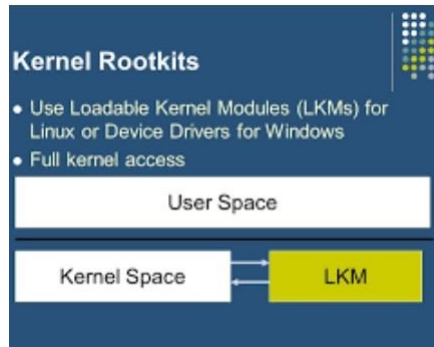 Kernel Rootkits
Use Loadable Kernel Modules (LKMs) for
Linux or Device Drivers for Windows
Full kernel access
User Space
Kernel Space
LKM